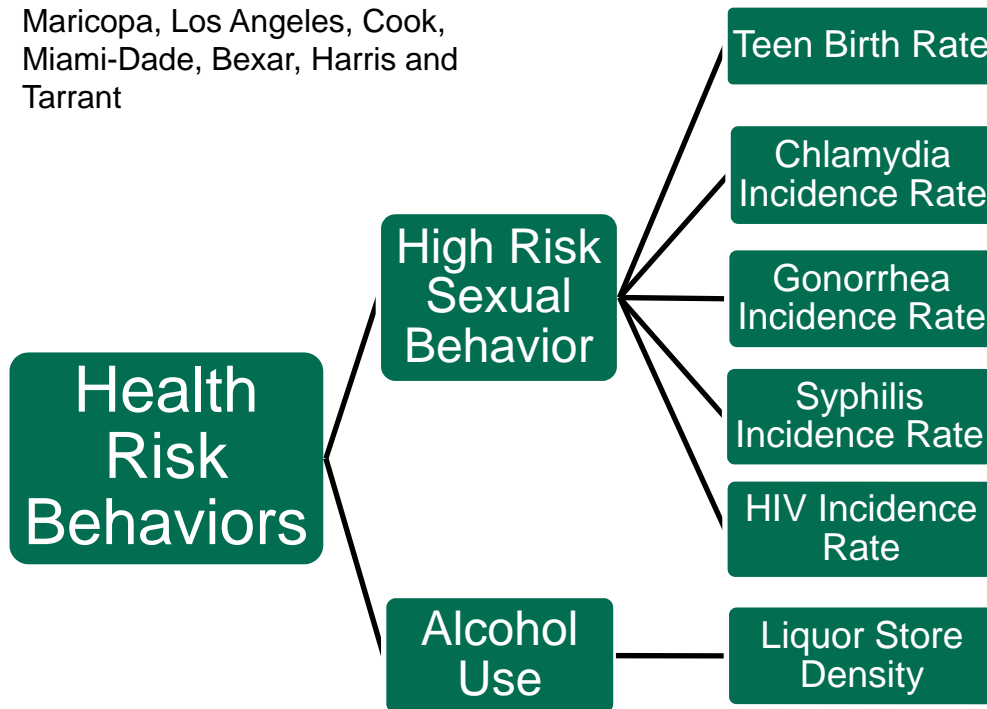 Maricopa, Los Angeles, Cook,
Miami-Dade, Bexar, Harris and
Tarrant
Health
Risk
Behaviors
High Risk
Sexual
Behavior
Teen Birth Rate
Chlamydia
Incidence Rate
Gonorrhea
Incidence Rate
Syphilis
Incidence Rate
HIV Incidence
Rate
Alcohol
Use
Liquor Store
Density